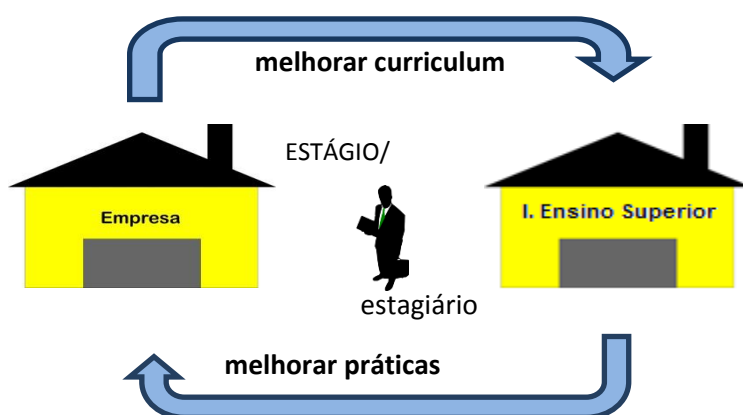 melhorar curriculum
ESTÁGIO/
Empresa
I. Ensino Superior
estagiário
melhorar práticas